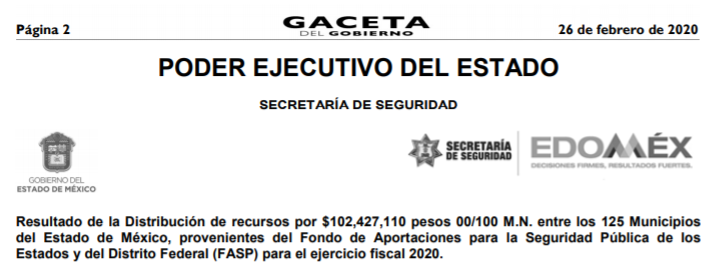 Página 2
GACETA
DEL GOBIERNO
26 de febrero de 2020
PODER EJECUTIVO DEL ESTADO
SECRETARÍA DE SEGURIDAD
GOBIERNO DEL
ESTADO DE MÉXICO
SECRETARÍA
DE SEGURIDAD
EDOMÉX
DECISIONES FIRMES, RESULTADOS FUERTES.
Resultado de la Distribución de recursos por $102,427,110 pesos 00/100 M.N. entre los 125 Municipios
del Estado de México, provenientes del Fondo de Aportaciones para la Seguridad Pública de los
Estados y del Distrito Federal (FASP) para el ejercicio fiscal 2020.